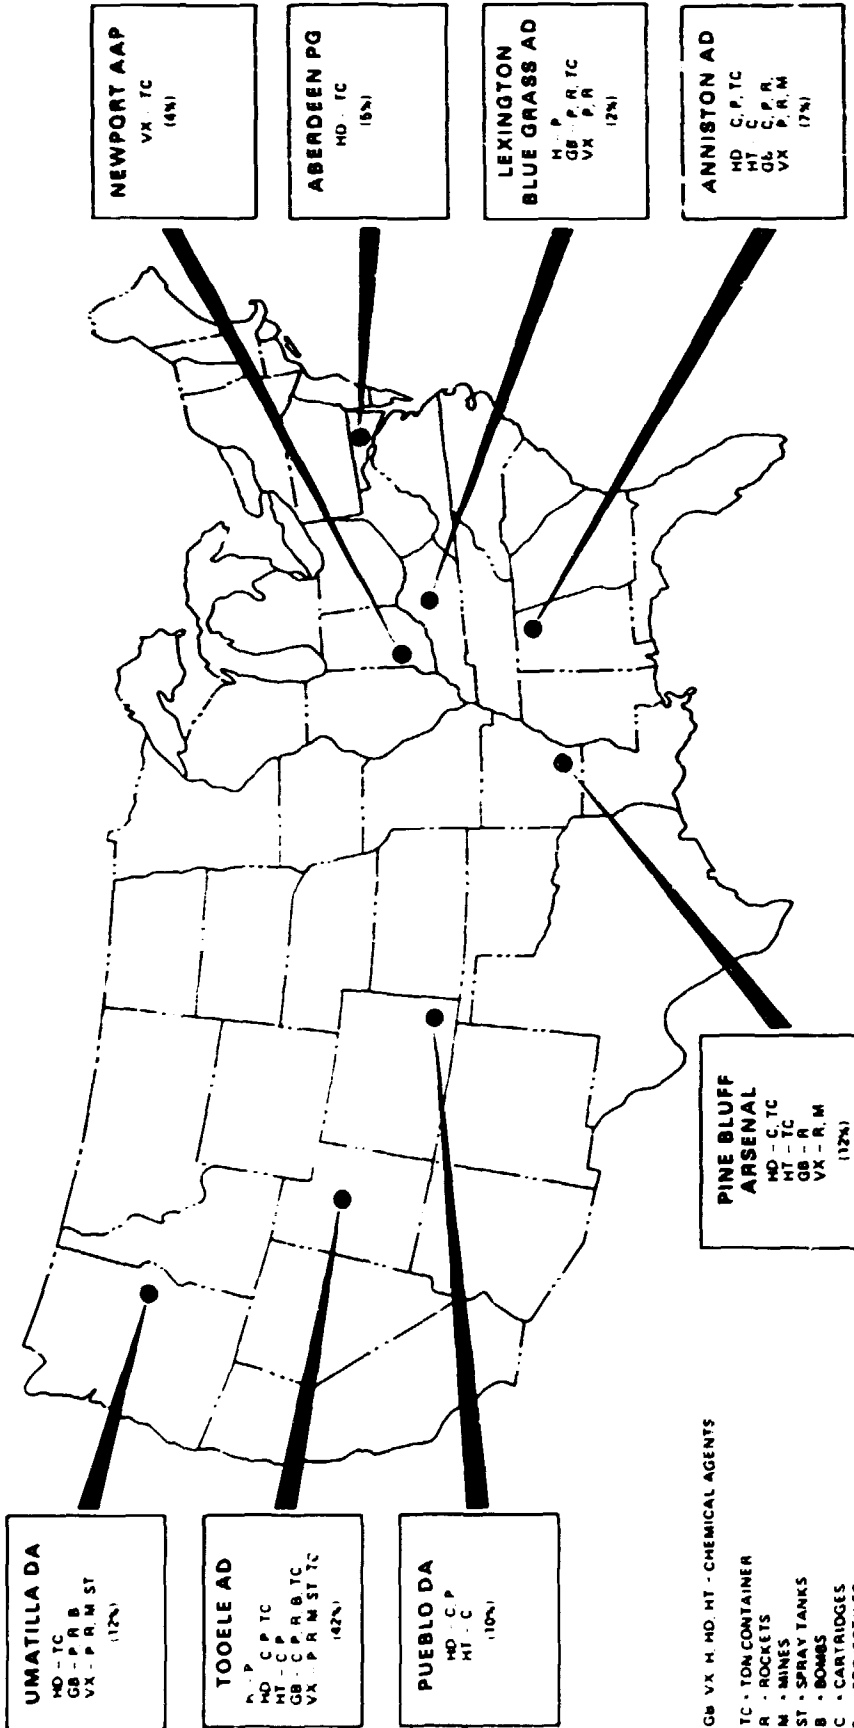 UMATILLA DA
HD - TC
GB - P R B
VX - P R M ST
(12%)
TOOELE AD
HD C P TC
HT - C P
GB - C P R B TC
VX P R M ST TC
(42%)
PUEBLO DA
HD - C P
HT - C
(10%)
NEWPORT AAP
VX - TC
(4%)
ABERDEEN PG
HD - TC
(5%)
LEXINGTON
BLUE GRASS AD
H - P
GB - P, R, TC
VX P, R
(2%)
ANNISTON AD
HD C, P, TC
HT - C
GB C, P, R,
VX P, R, M
(7%)
PINE BLUFF
ARSENAL
HD - C, TC
HT - TC
GB - R
VX - R, M
(12%)
GB VX H, HD, HT - CHEMICAL AGENTS
TC - TON CONTAINER
R - ROCKETS
M - MINES
ST - SPRAY TANKS
B - BOMBS
C - CARTRIDGES